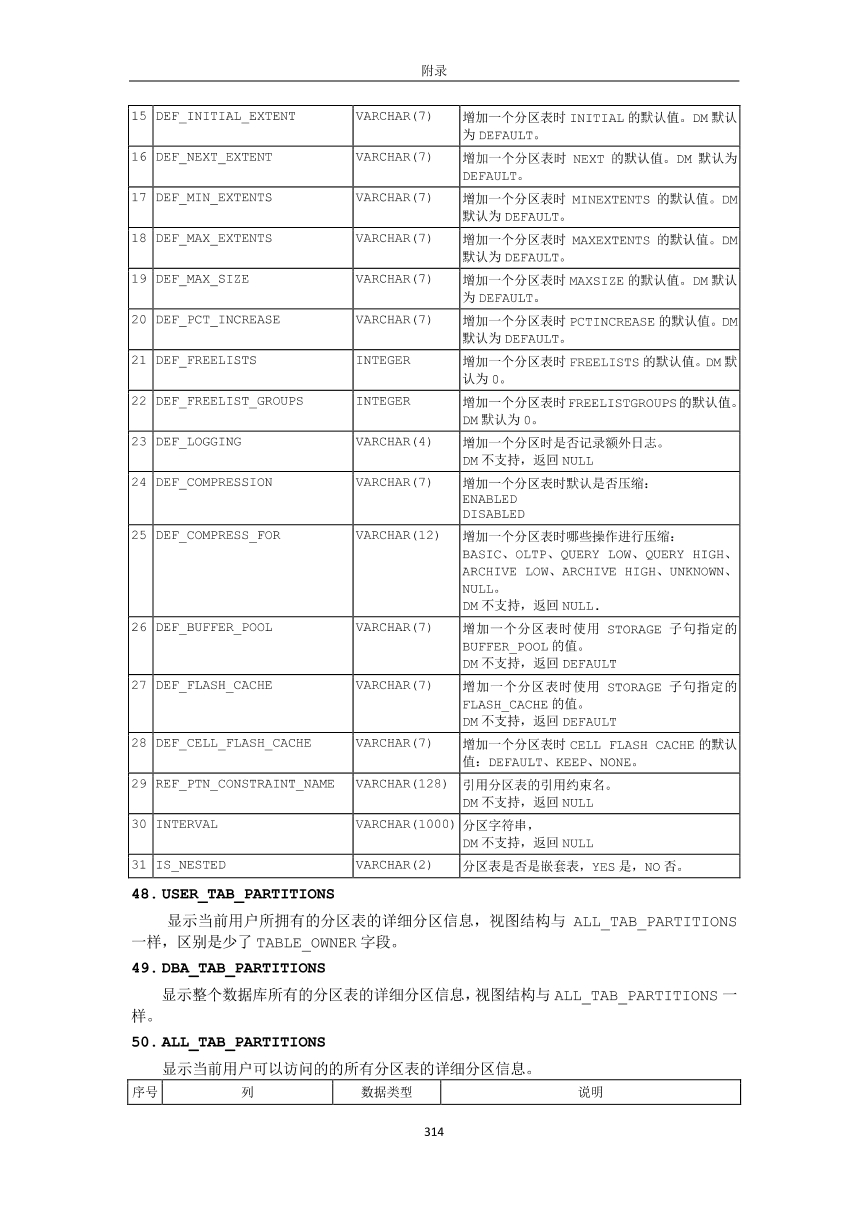 附录
15 DEF_INITIAL_EXTENT VARCHAR(7) 增加一个分区表时 INITIAL 的默认值。DM 默认
为 DEFAULT。
16 DEF_NEXT_EXTENT VARCHAR(7) 增加一个分区表时 NEXT 的默认值。DM 默认为
DEFAULT。
17 DEF_MIN_EXTENTS VARCHAR(7) 增加一个分区表时 MINEXTENTS 的默认值。DM
默认为 DEFAULT。
18 DEF_MAX_EXTENTS VARCHAR(7) 增加一个分区表时 MAXEXTENTS 的默认值。DM
默认为 DEFAULT。
19 DEF_MAX_SIZE VARCHAR(7) 增加一个分区表时 MAXSIZE 的默认值。DM 默认
为 DEFAULT。
20 DEF_PCT_INCREASE VARCHAR(7) 增加一个分区表时 PCTINCREASE 的默认值。DM
默认为 DEFAULT。
21 DEF_FREELISTS INTEGER 增加一个分区表时 FREELISTS 的默认值。DM 默
认为 0。
22 DEF_FREELIST_GROUPS INTEGER 增加一个分区表时 FREELISTGROUPS 的默认值。
DM 默认为 0。
23 DEF_LOGGING VARCHAR(4) 增加一个分区时是否记录额外日志。
DM 不支持，返回 NULL
24 DEF_COMPRESSION VARCHAR(7) 增加一个分区表时默认是否压缩：
ENABLED
DISABLED
25 DEF_COMPRESS_FOR VARCHAR(12) 增加一个分区表时哪些操作进行压缩：
BASIC、OLTP、QUERY LOW、QUERY HIGH、
ARCHIVE LOW、ARCHIVE HIGH、UNKNOWN、
NULL。
DM 不支持，返回 NULL.
26 DEF_BUFFER_POOL VARCHAR(7) 增加一个分区表时使用 STORAGE 子句指定的
BUFFER_POOL 的值。
DM 不支持，返回 DEFAULT
27 DEF_FLASH_CACHE VARCHAR(7) 增加一个分区表时使用 STORAGE 子句指定的
FLASH_CACHE 的值。
DM 不支持，返回 DEFAULT
28 DEF_CELL_FLASH_CACHE VARCHAR(7) 增加一个分区表时 CELL FLASH CACHE 的默认
值：DEFAULT、KEEP、NONE。
29 REF_PTN_CONSTRAINT_NAME VARCHAR(128) 引用分区表的引用约束名。
DM 不支持，返回 NULL
30 INTERVAL VARCHAR(1000) 分区字符串，
DM 不支持，返回 NULL
31 IS_NESTED VARCHAR(2) 分区表是否是嵌套表，YES 是，NO 否。
48. USER_TAB_PARTITIONS
显示当前用户所拥有的分区表的详细分区信息，视图结构与 ALL_TAB_PARTITIONS
一样，区别是少了 TABLE_OWNER 字段。
49. DBA_TAB_PARTITIONS
显示整个数据库所有的分区表的详细分区信息，视图结构与 ALL_TAB_PARTITIONS 一
样。
50. ALL_TAB_PARTITIONS
显示当前用户可以访问的的所有分区表的详细分区信息。
序号 列 数据类型 说明
314